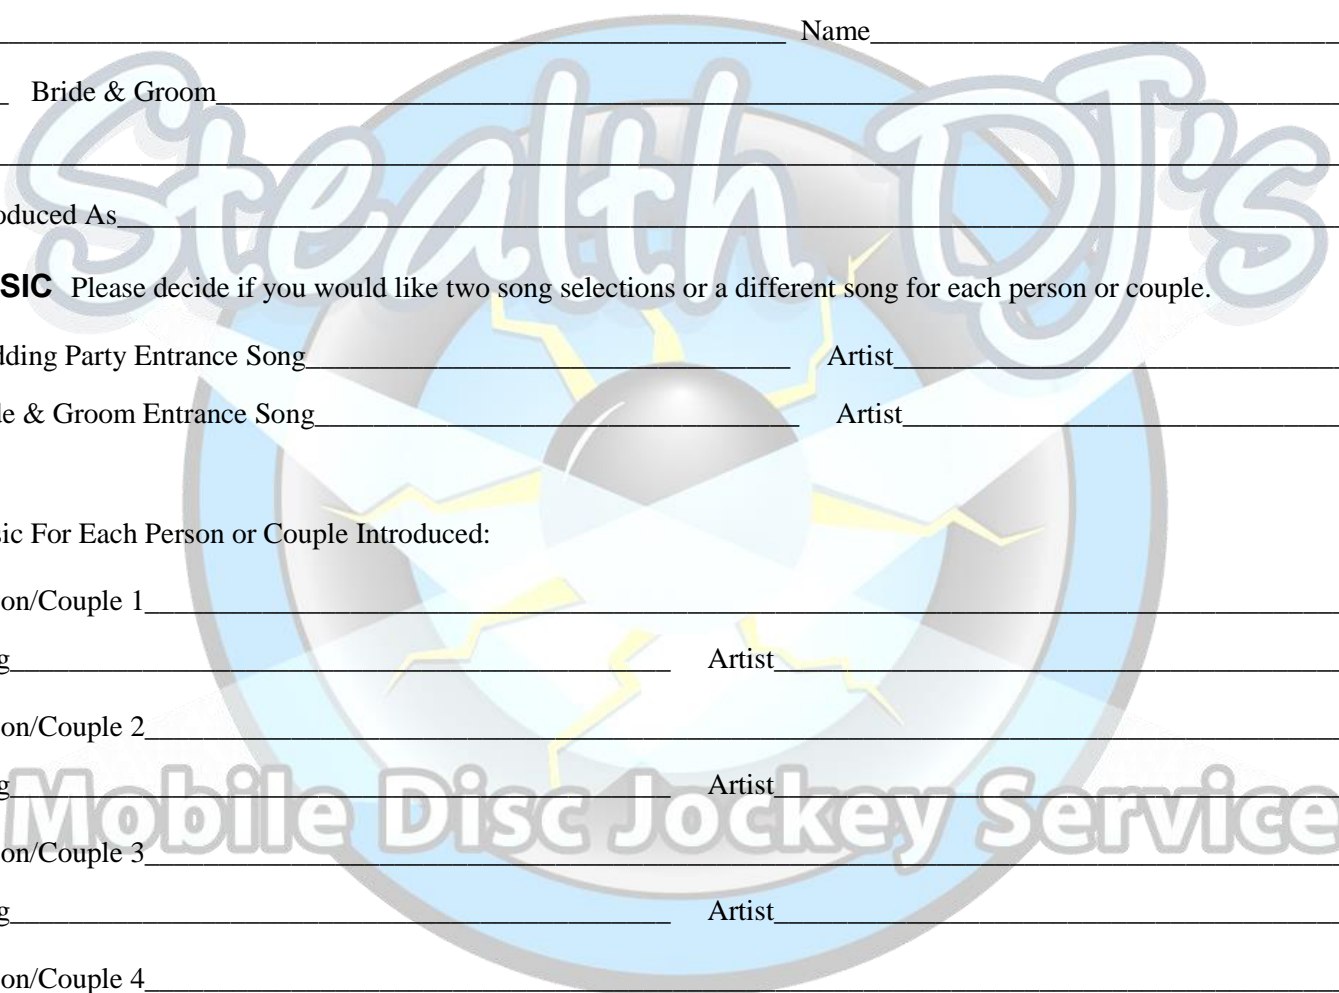 Name
Bride & Groom
Stealth DJ's
oduced As
SIC Please decide if you would like two song selections or a different song for each person or couple.
dding Party Entrance Song Artist
de & Groom Entrance Song Artist
sic For Each Person or Couple Introduced:
on/Couple 1
g Artist
on/Couple 2
g Artist
Mobile Disc Jockey Service
on/Couple 3
g Artist
on/Couple 4